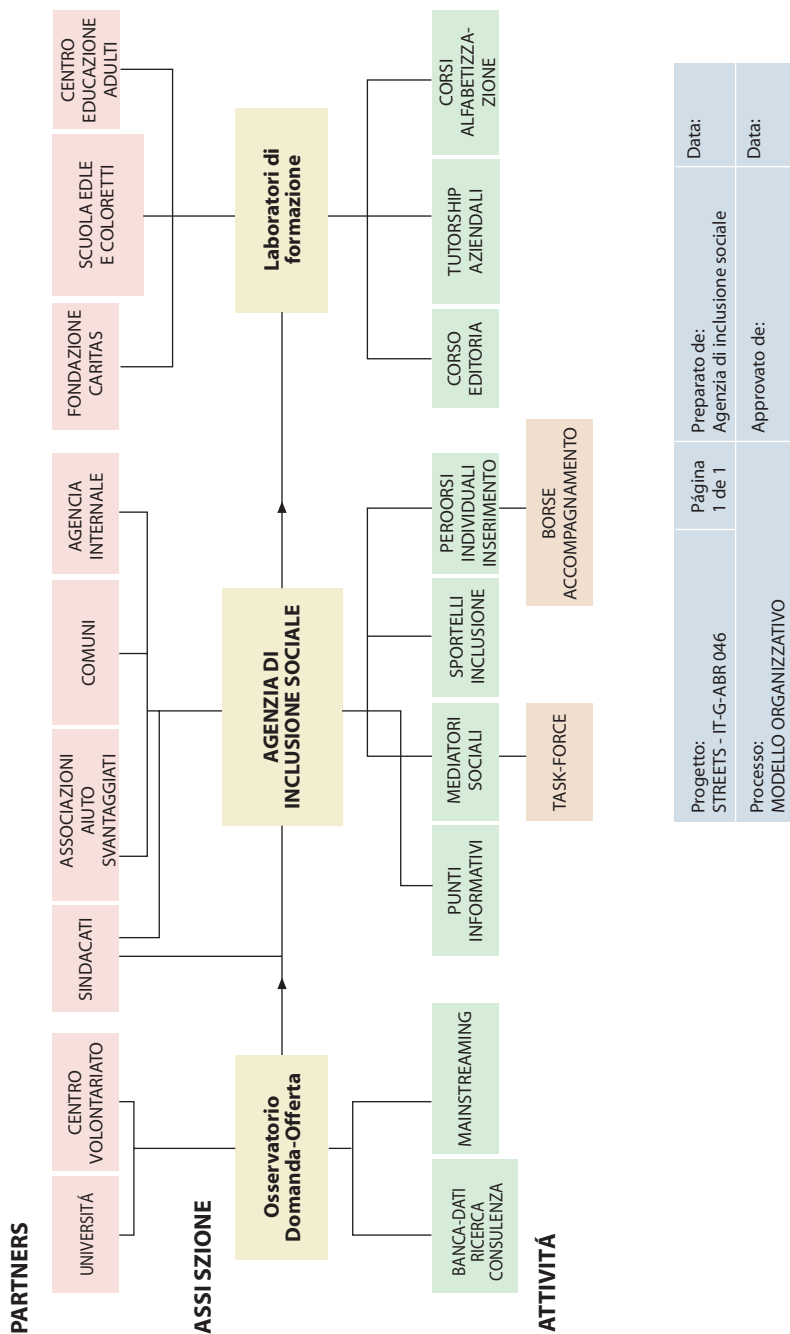 PARTNERS
UNIVERSITÁ
CENTRO
VOLONTARIATO
SINDACATI
ASSOCIAZIONI
AIUTO
SVANTAGGIATI
COMUNI
AGENCIA
INTERNALE
FONDAZIONE
CARITAS
SCUOLA EDLE
E COLORETTI
CENTRO
EDUCAZIONE
ADULTI
ASSI SZIONE
Osservatorio
Domanda-Offerta
AGENZIA DI
INCLUSIONE SOCIALE
Laboratori di
formazione
ATTIVITÁ
BANCA-DATI
RICERCA
CONSULENZA
MAINSTREAMING
PUNTI
INFORMATIVI
MEDIATORI
SOCIALI
SPORTELLI
INCLUSIONE
PEROORSI
INDIVIDUALI
INSERIMENTO
CORSO
EDITORIA
TUTORSHIP
AZIENDALI
CORSI
ALFABETIZZA-
ZIONE
TASK-FORCE
BORSE
ACCOMPAGNAMENTO
Progetto:
STREETS - IT-G-ABR 046
Página
1 de 1
Preparato de:
Agenzia di inclusione sociale
Data:
Processo:
MODELLO ORGANIZZATIVO
Approvato de:
Data: